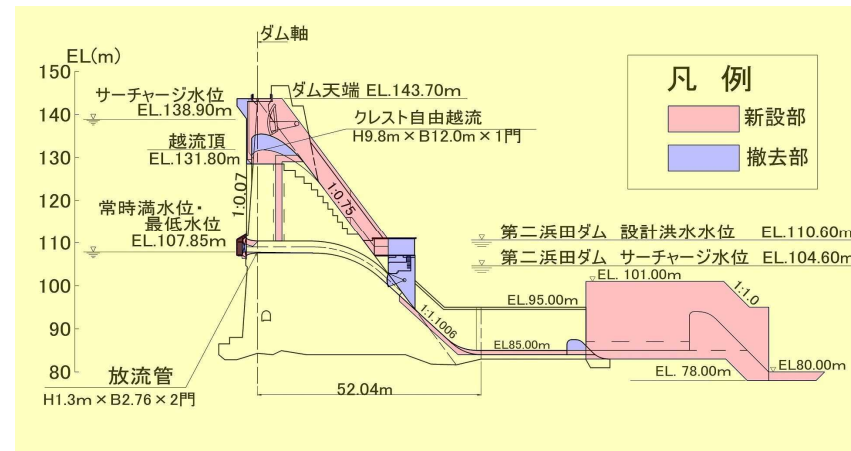 ダム軸
EL(m)
150
140
130
120
110
100
90
80
サーチャージ水位
EL.138.90m
ダム天端 EL.143.70m
クレスト自由越流
H9.8m×B12.0m×1門
越流頂
EL.131.80m
1:0.07
1:0.75
常時満水位・
最低水位
EL.107.85m
凡 例
新設部
撤去部
第二浜田ダム 設計洪水水位 EL.110.60m
第二浜田ダム サーチャージ水位 EL.104.60m
EL. 101.00m
1:1.0
EL.95.00m
1:1.1006
EL85.00m
EL. 78.00m
EL80.00m
放流管
H1.3m×B2.76×2門
52.04m